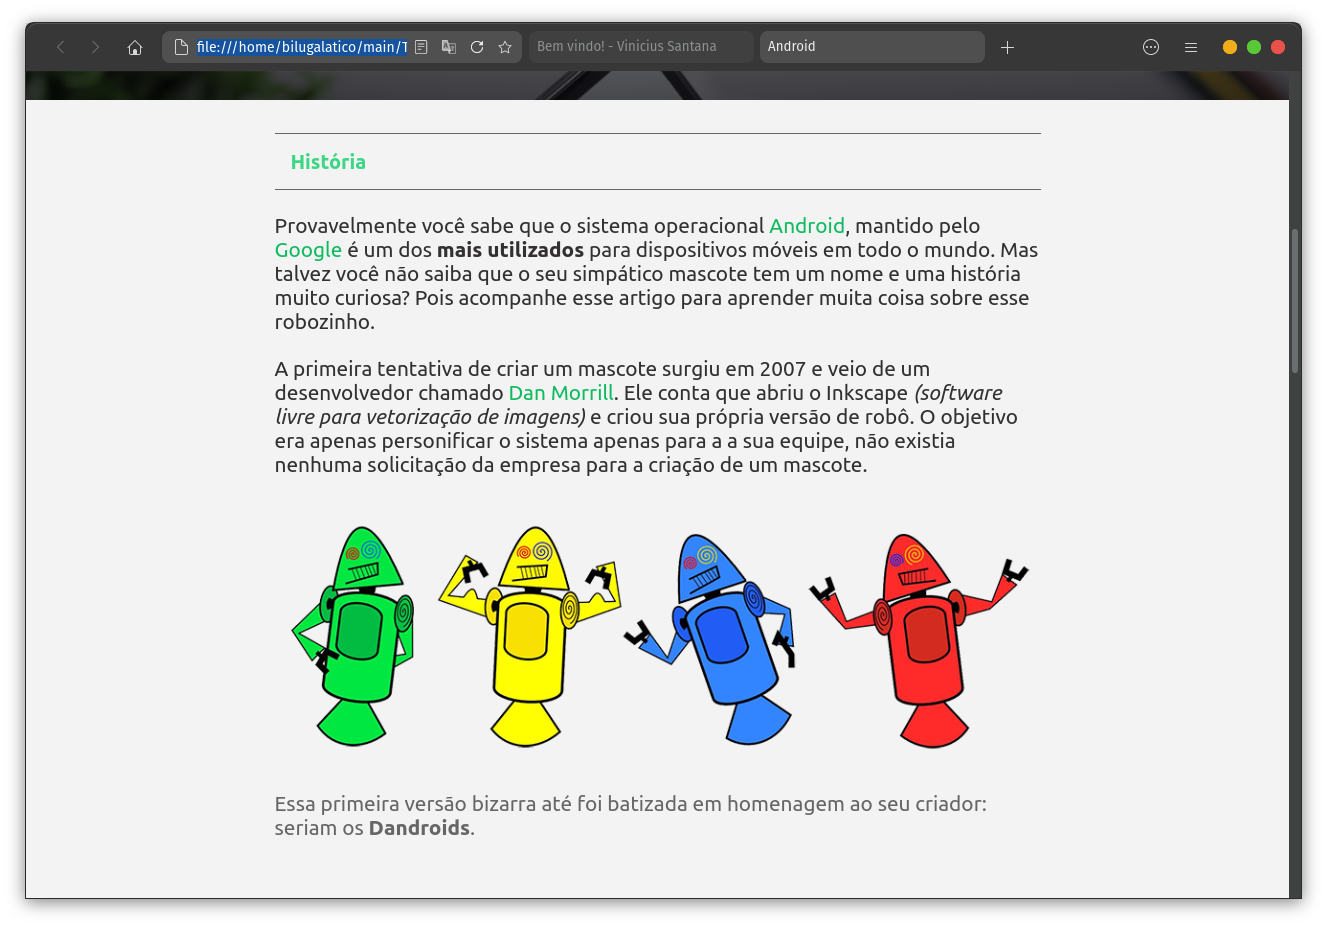 file:///home/bilugalatico/main/T
Bem vindo! - Vinicius Santana
Android
História
Provavelmente você sabe que o sistema operacional Android, mantido pelo
Google é um dos mais utilizados para dispositivos móveis em todo o mundo. Mas
talvez você não saiba que o seu simpático mascote tem um nome e uma história
muito curiosa? Pois acompanhe esse artigo para aprender muita coisa sobre esse
robozinho.
A primeira tentativa de criar um mascote surgiu em 2007 e veio de um
desenvolvedor chamado Dan Morrill. Ele conta que abriu o Inkscape (software
livre para vetorização de imagens) e criou sua própria versão de robô. O objetivo
era apenas personificar o sistema apenas para a a sua equipe, não existia
nenhuma solicitação da empresa para a criação de um mascote.
Essa primeira versão bizarra até foi batizada em homenagem ao seu criador:
seriam os Dandroids.